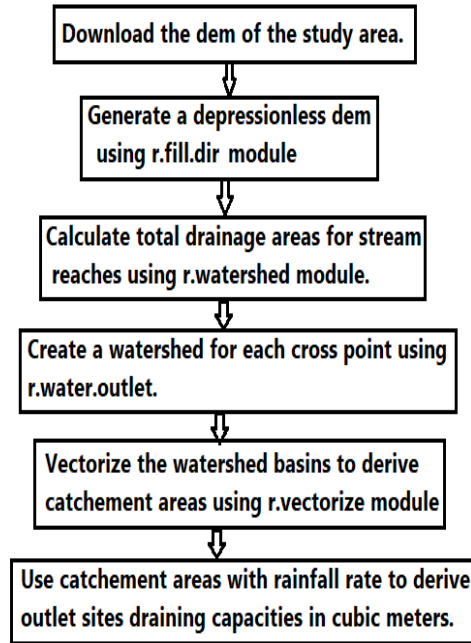 Download the dem of the study area.
Generate a depressionless dem
using r.fill.dir module
Calculate total drainage areas for stream
reaches using r.watershed module.
Create a watershed for each cross point using
r.water.outlet.
Vectorize the watershed basins to derive
catchement areas using r.vectorize module
Use catchement areas with rainfall rate to derive
outlet sites draining capacities in cubic meters.